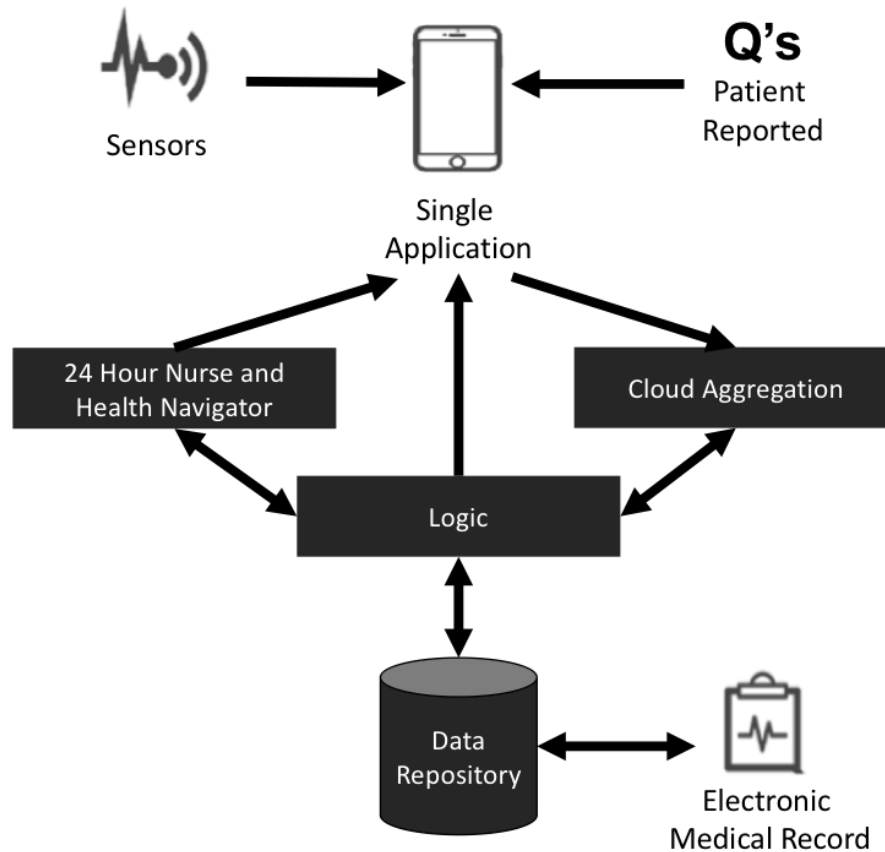 Q's
Patient
Reported
Sensors
Single
Application
24 Hour Nurse and
Health Navigator
Cloud Aggregation
Logic
Data
Repository
Electronic
Medical Record